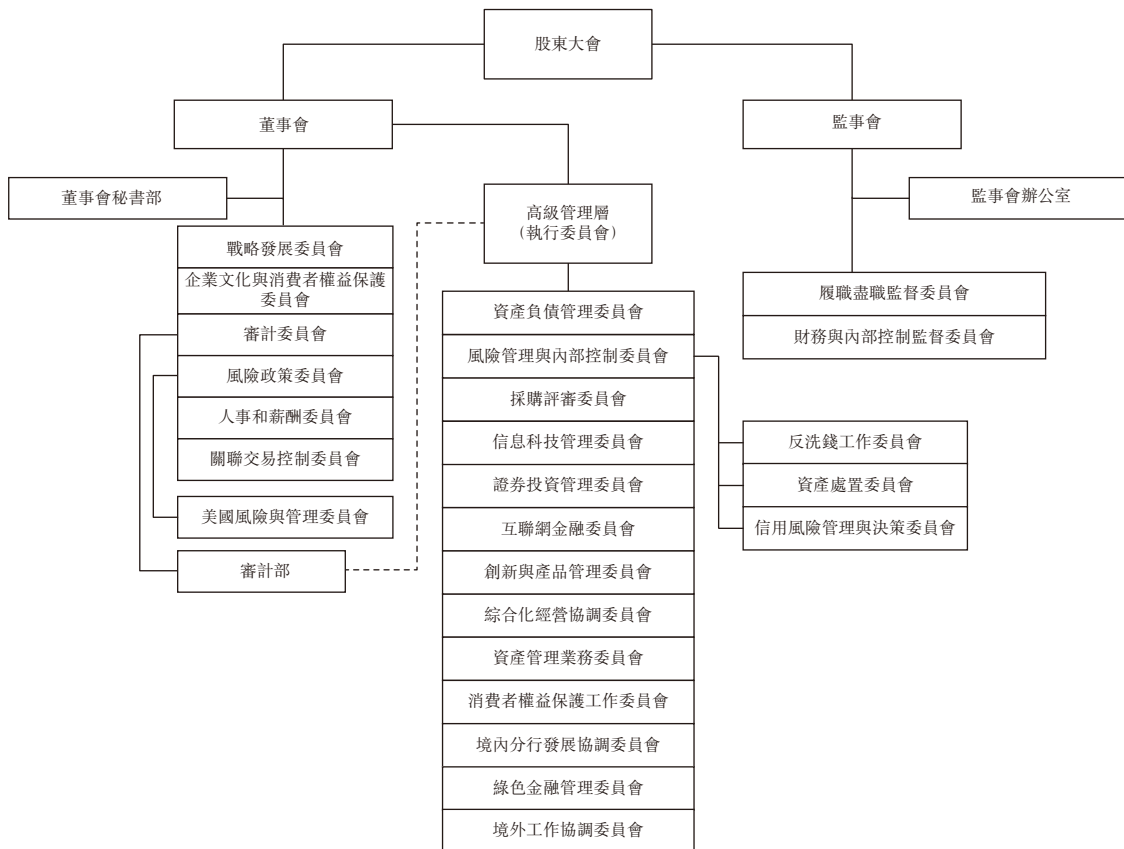 股東大會
董事會
監事會
董事會秘書部
監事會辦公室
高級管理層
(執行委員會)
戰略發展委員會
企業文化與消費者權益保護
委員會
審計委員會
風險政策委員會
人事和薪酬委員會
關聯交易控制委員會
美國風險與管理委員會
審計部
資產負債管理委員會
風險管理與內部控制委員會
採購評審委員會
信息科技管理委員會
證券投資管理委員會
互聯網金融委員會
創新與產品管理委員會
綜合化經營協調委員會
資產管理業務委員會
消費者權益保護工作委員會
境內分行發展協調委員會
綠色金融管理委員會
境外工作協調委員會
履職盡職監督委員會
財務與內部控制監督委員會
反洗錢工作委員會
資產處置委員會
信用風險管理與決策委員會